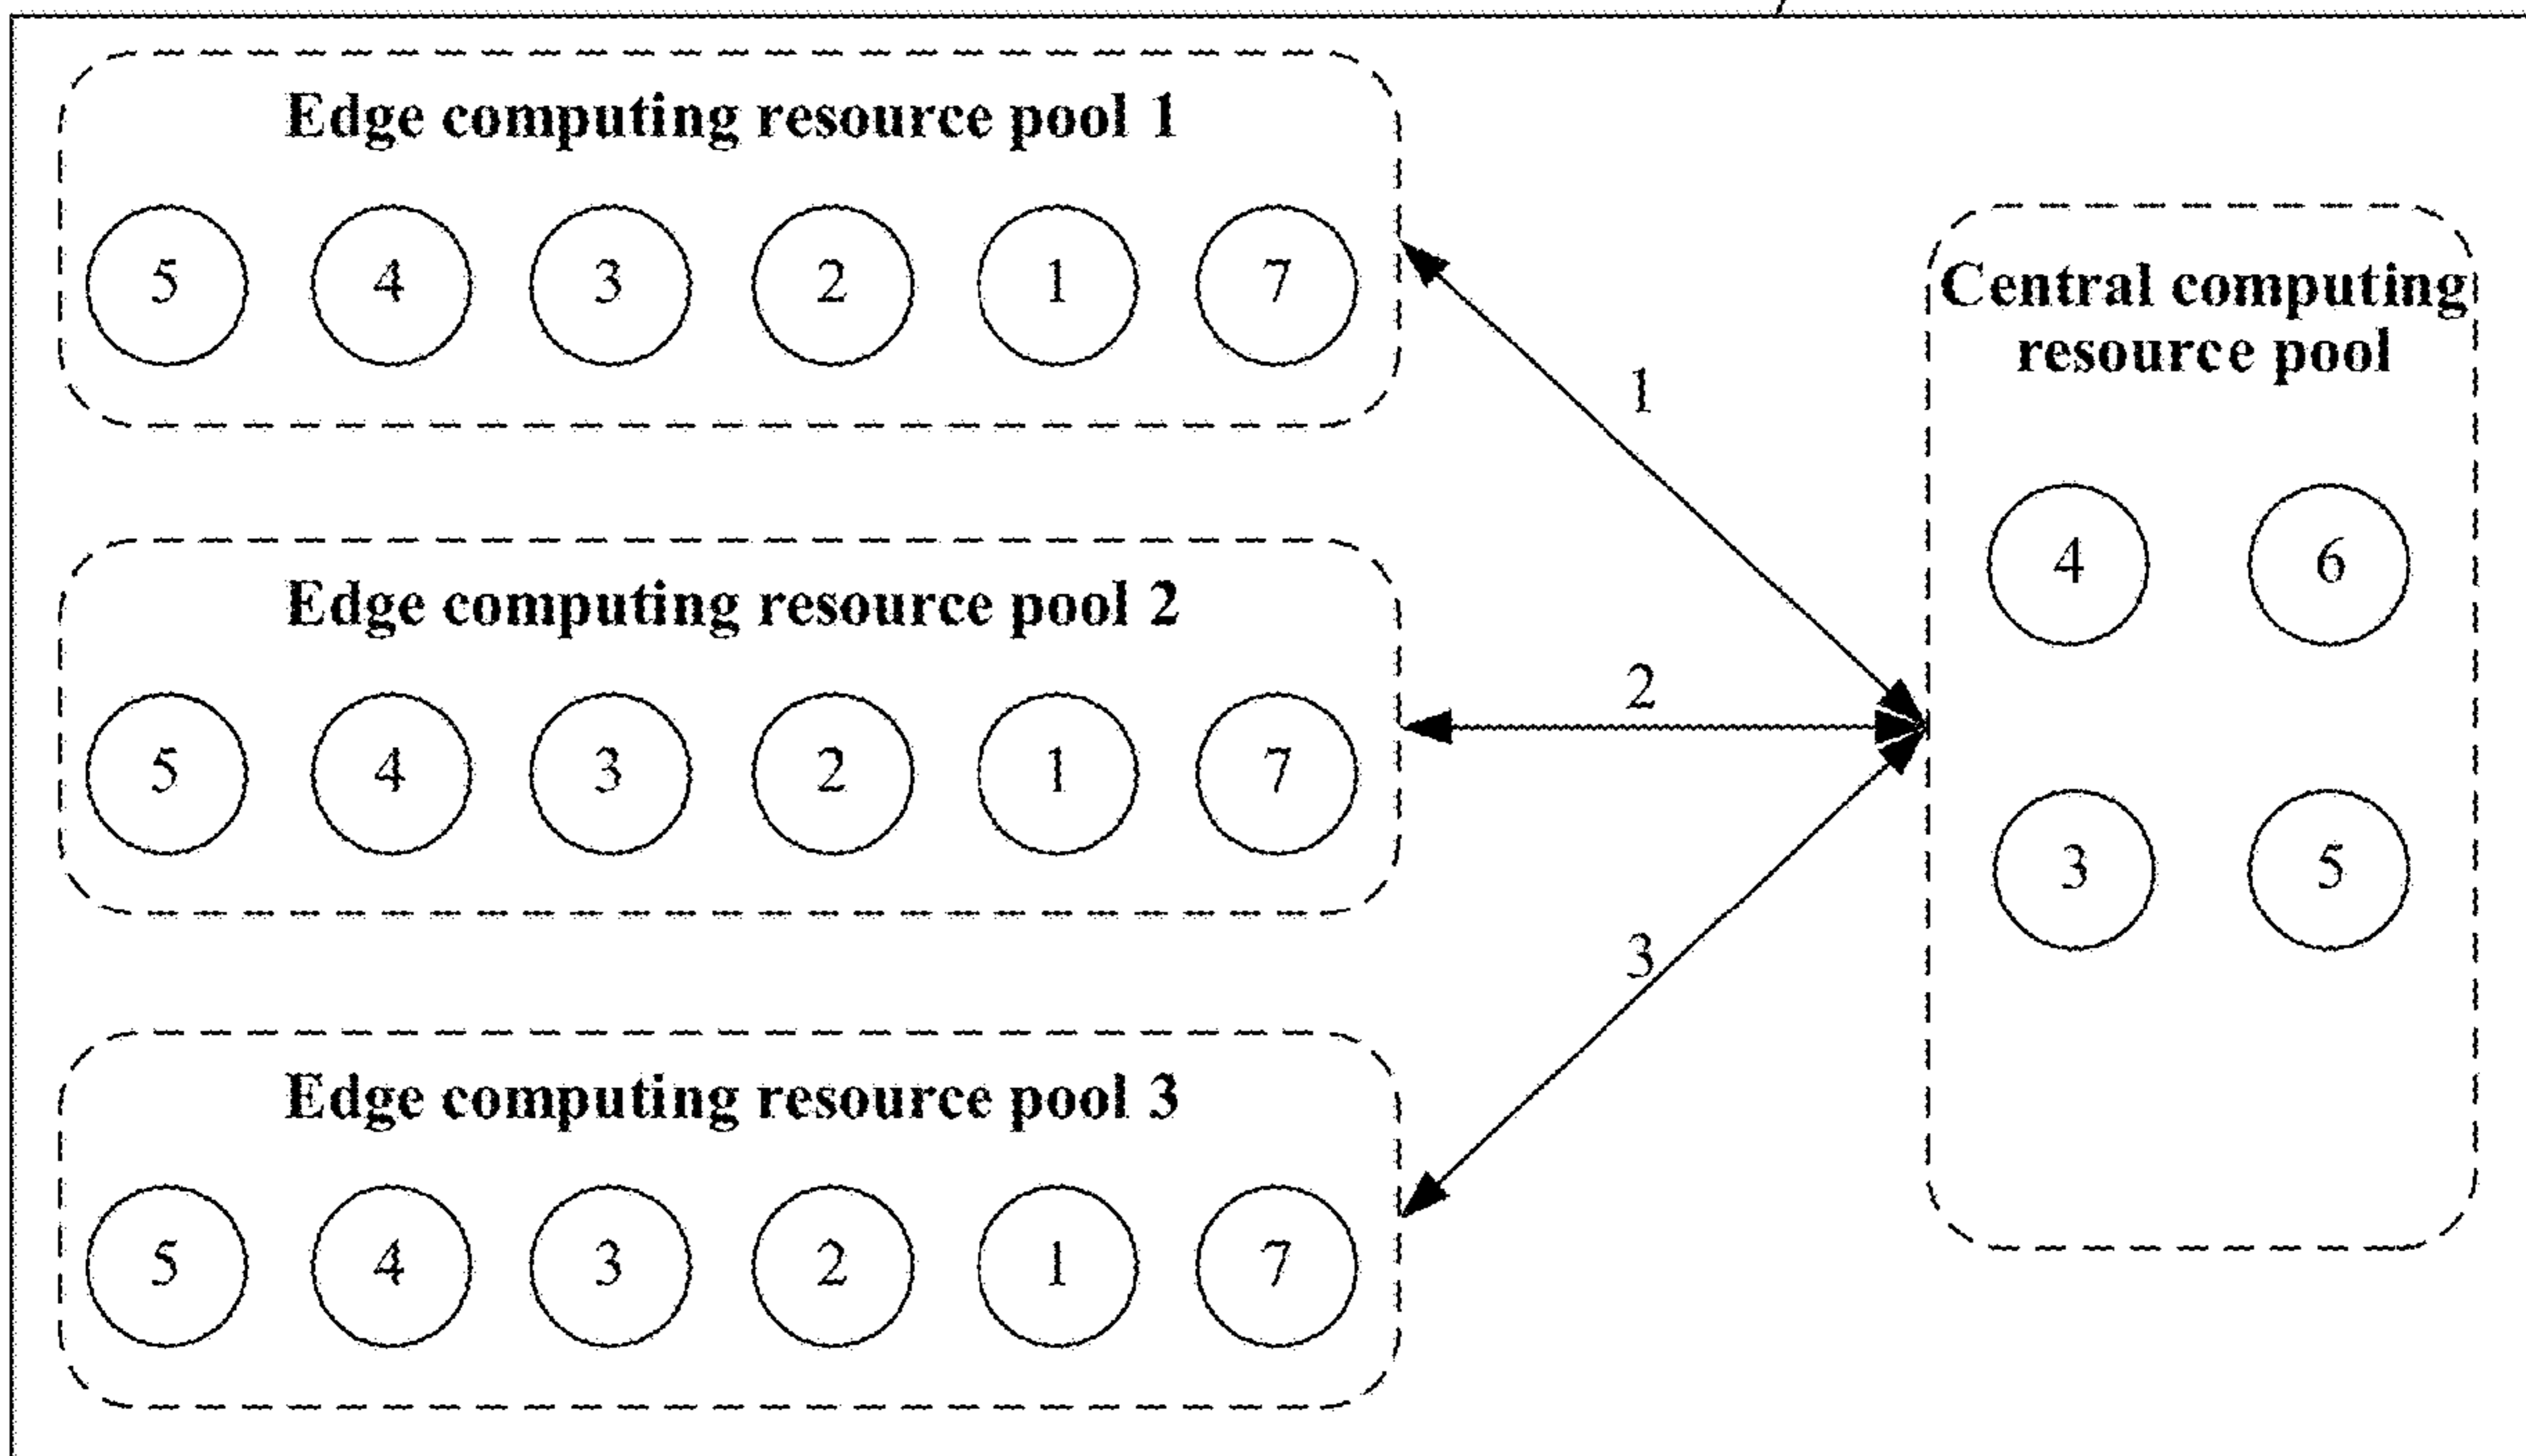 Edge computing resource pool 1
5 4 3 2 1 7
1
Edge computing resource pool 2
5 4 3 2 1 7
2
Edge computing resource pool 3
5 4 3 2 1 7
3
Central computing
resource pool
4 6
3 5